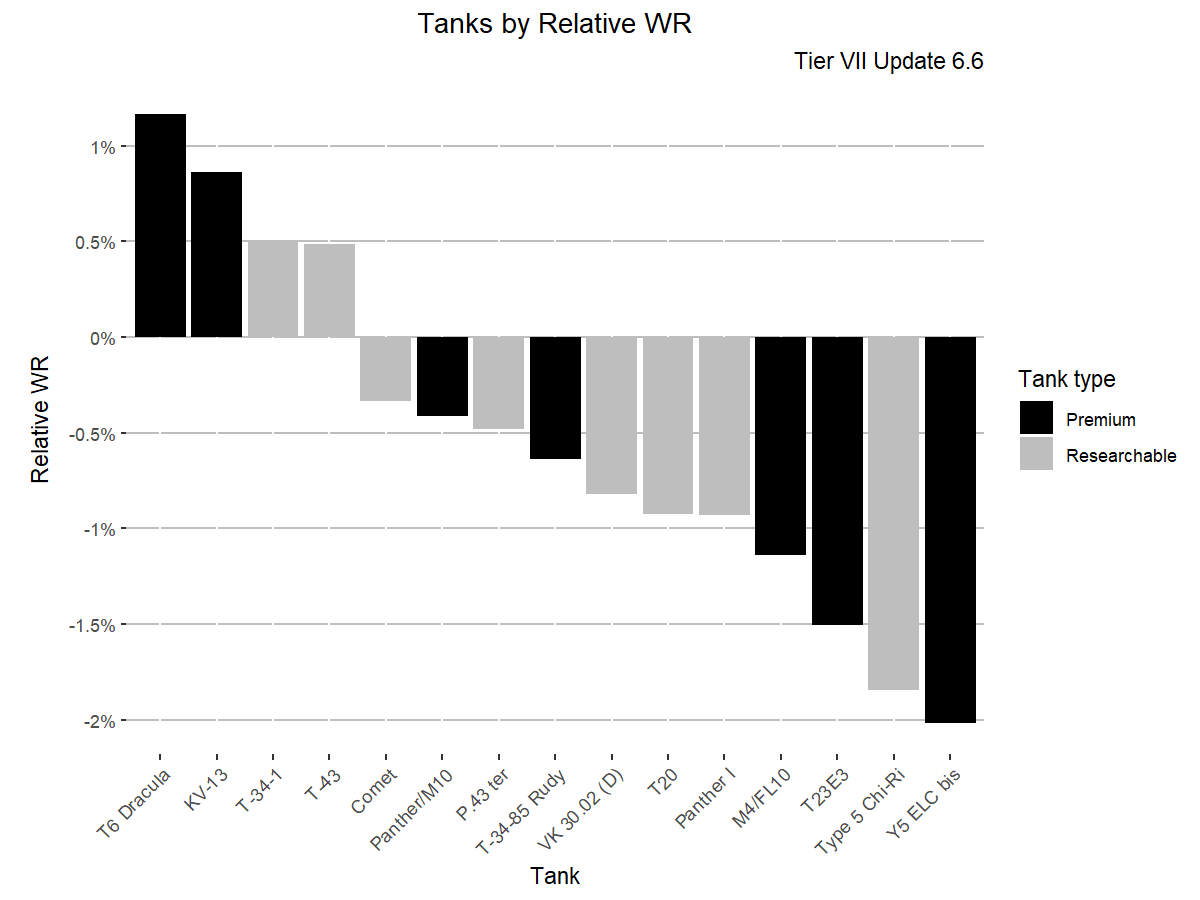 Tanks by Relative WR
Tier VII Update 6.6
1%
0.5%
0%
-0.5%
-1%
-1.5%
-2%
Relative WR
T6 Dracula
KV-13
T-34-1
T-43
Comet
Panther/M10
P.43 ter
T-34-85 Rudy
VK 30.02 (D)
T20
Panther I
M4/FL10
T23E3
Type 5 Chi-Ri
Y5 ELC bis
Tank
Tank type
Premium
Researchable